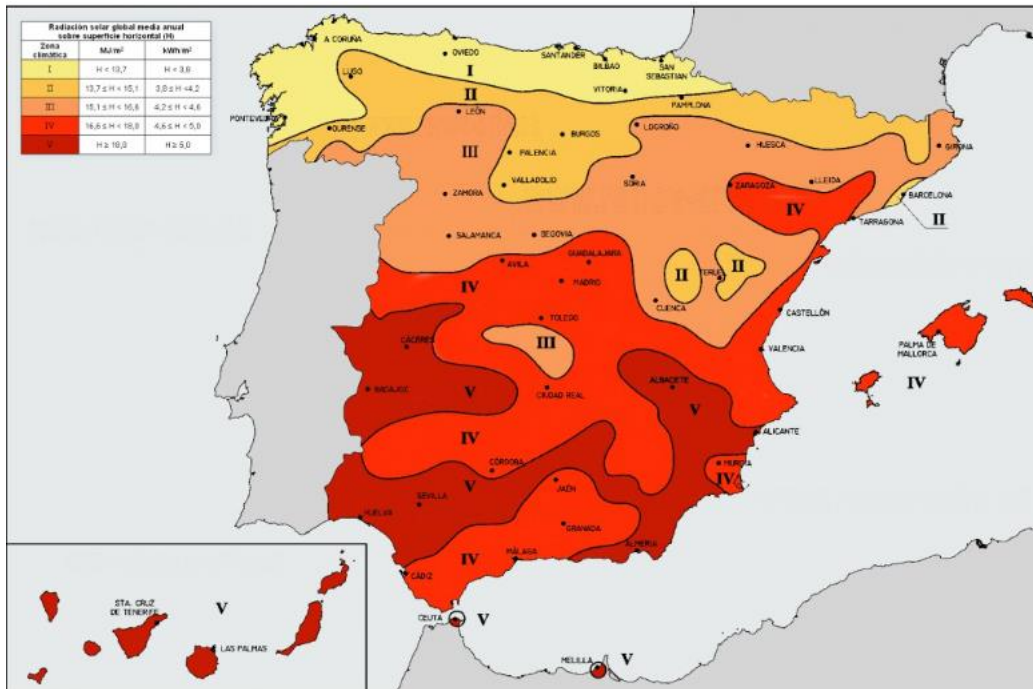 Radiación solar global media anual
sobre superficie horizontal (H)
Zona climática MJ/m² kWh/m²
I H < 13,7 H < 3,8
II 13,7 ≤ H < 15,1 3,8 ≤ H <4,2
III 15,1 ≤ H < 16,6 4,2 ≤ H < 4,6
IV 16,6 ≤ H < 18,0 4,6 ≤ H < 5,0
V H ≥ 18,0 H ≥ 5,0
A CORUÑA
OVIEDO
SANTANDER
BILBAO
SAN
SEBASTIAN
I
LUGO
VITORIA
II
PAMPLONA
PONTEVEDRA
OURENSE
LEÓN
LOGROÑO
BURGOS
HUESCA
GIRONA
III
PALENCIA
VALLADOLID
SORIA
ZARAGOZA
LLEIDA
BARCELONA
ZAMORA
IV
TARRAGONA
II
SALAMANCA
SEGOVIA
AVILA
GUADALAJARA
II
TERUEL
II
IV
MADRID
CUENCA
CASTELLÓN
TOLEDO
CÁCERES
III
VALENCIA
PALMA DE
MALLORCA
IV
BADAJOZ
V
CIUDAD REAL
ALBACETE
V
IV
ALICANTE
CÓRDOBA
MURCIA
IV
V
JAÉN
SEVILLA
HUELVA
GRANADA
IV
MÁLAGA
ALMERÍA
CÁDIZ
CEUTA
V
MELILLA
V
STA. CRUZ
DE TENERIFE
V
LAS PALMAS